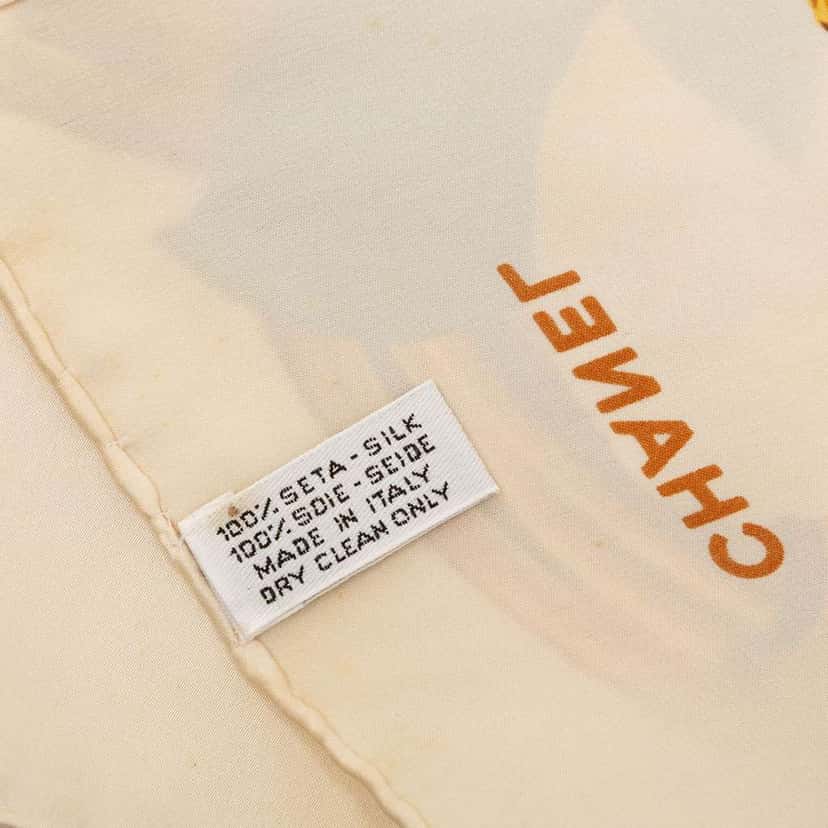 100% SETA - SILK
100% SOIE - SEIDE
MADE IN ITALY
DRY CLEAN ONLY
CHANEL